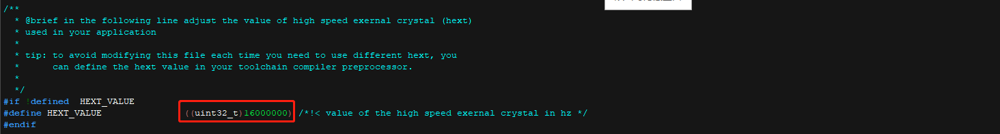 /**
  * @brief in the following line adjust the value of high speed exernal crystal (hext)
  * used in your application
  *
  * tip: to avoid modifying this file each time you need to use different hext, you
  *      can define the hext value in your toolchain compiler preprocessor.
  *
  */
#if !defined  HEXT_VALUE
#define HEXT_VALUE               ((uint32_t)16000000) /*!< value of the high speed exernal crystal in hz */
#endif